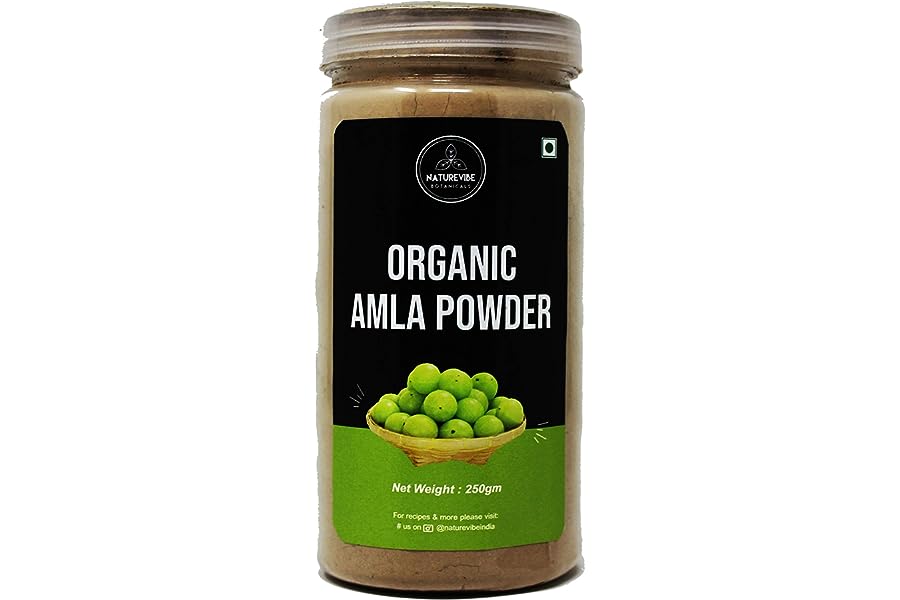 NATUREVIBE
BOTANICALS
ORGANIC
AMLA POWDER
Net Weight : 250gm
For recipes & more please visit:
# us on @naturevibeindia